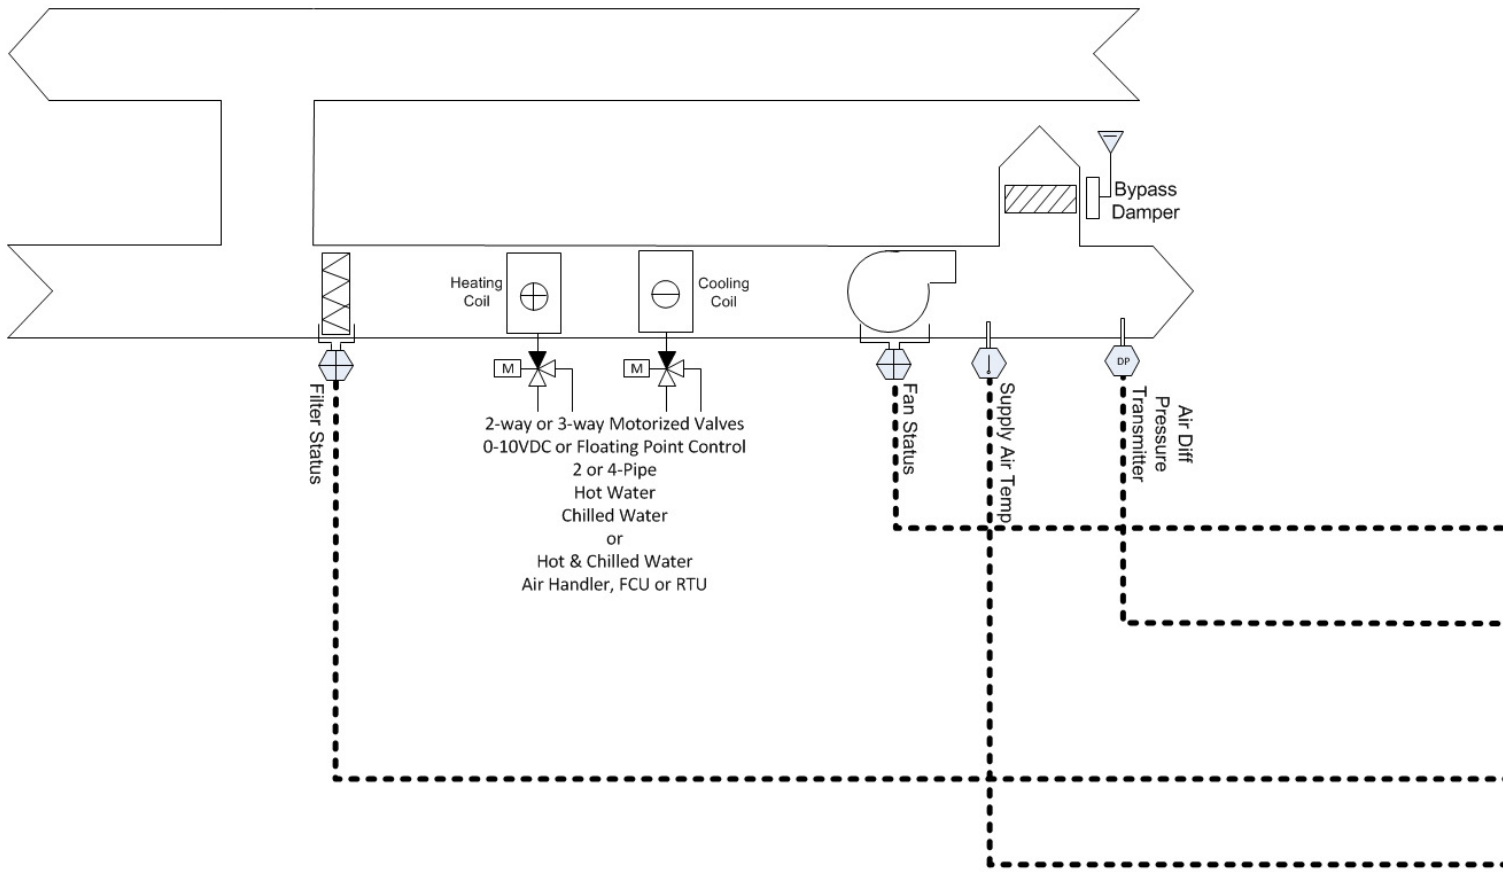 Bypass
Damper
Heating
Coil
Cooling
Coil
M
M
DP
Filter Status
Fan Status
Supply Air Temp
Air Diff
Pressure
Transmitter
2-way or 3-way Motorized Valves
0-10VDC or Floating Point Control
2 or 4-Pipe
Hot Water
Chilled Water
or
Hot & Chilled Water
Air Handler, FCU or RTU